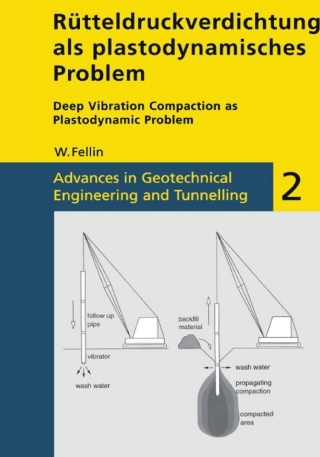 Rütteldruckverdichtung
als plastodynamisches
Problem
Deep Vibration Compaction as
Plastodynamic Problem
W. Fellin
Advances in Geotechnical
Engineering and Tunnelling
2
follow up
pipe
vibrator
wash water
backfill
material
wash water
propagating
compaction
compacted
area